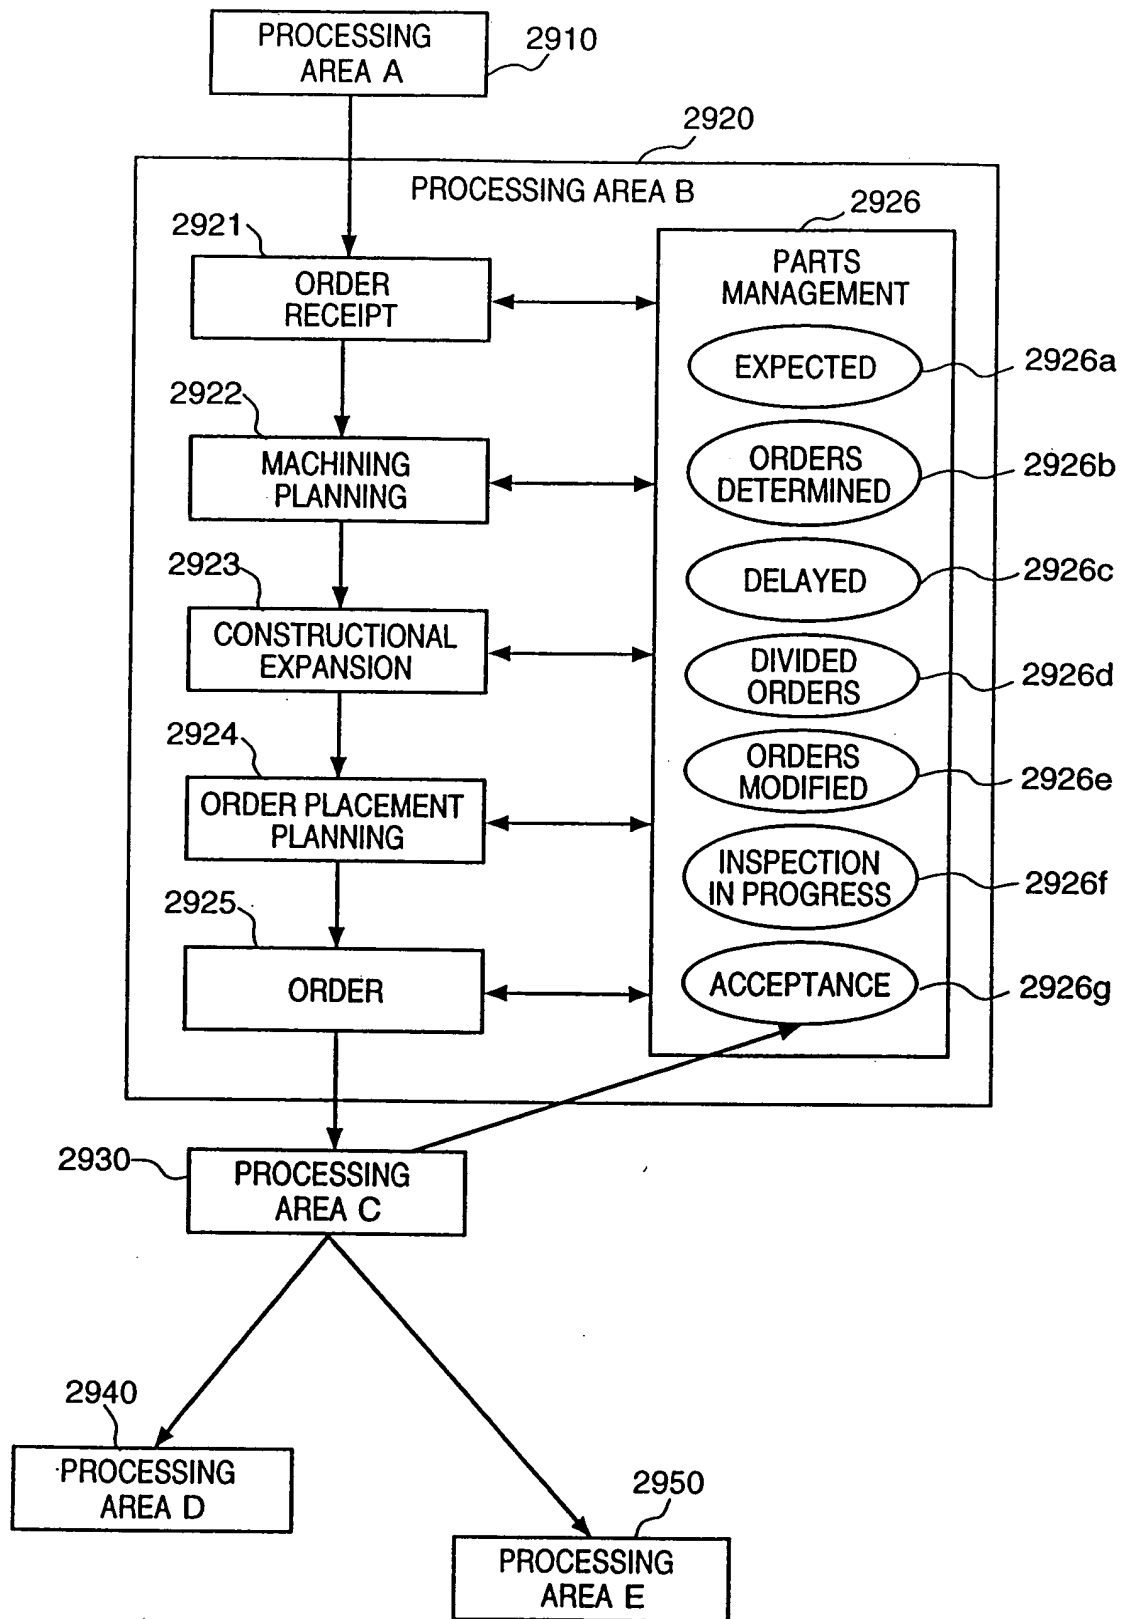 PROCESSING
AREA A
2910
2920
PROCESSING AREA B
2921
ORDER
RECEIPT
2922
MACHINING
PLANNING
2923
CONSTRUCTIONAL
EXPANSION
2924
ORDER PLACEMENT
PLANNING
2925
ORDER
2926
PARTS
MANAGEMENT
EXPECTED
2926a
ORDERS
DETERMINED
2926b
DELAYED
2926c
DIVIDED
ORDERS
2926d
ORDERS
MODIFIED
2926e
INSPECTION
IN PROGRESS
2926f
ACCEPTANCE
2926g
2930
PROCESSING
AREA C
2940
PROCESSING
AREA D
2950
PROCESSING
AREA E